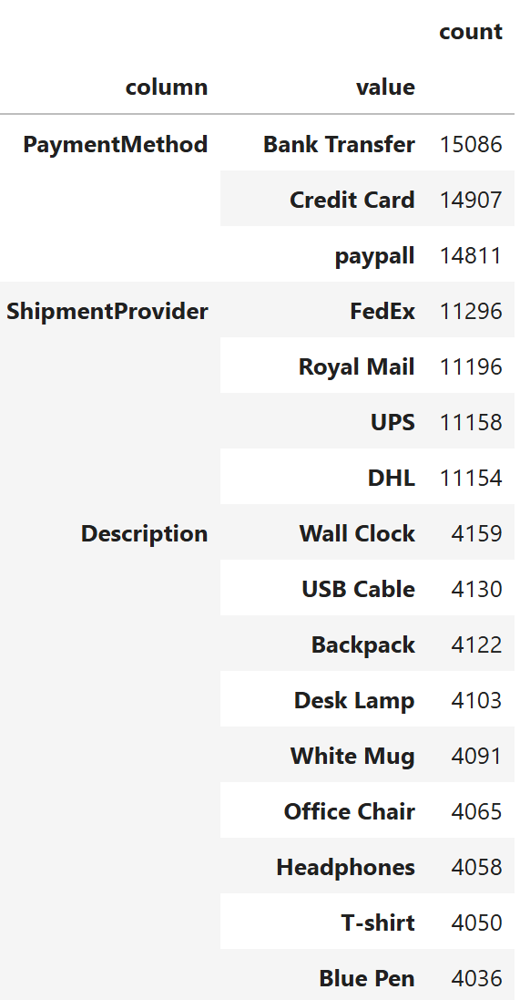 count
column value
PaymentMethod Bank Transfer 15086
Credit Card 14907
paypall 14811
ShipmentProvider FedEx 11296
Royal Mail 11196
UPS 11158
DHL 11154
Description Wall Clock 4159
USB Cable 4130
Backpack 4122
Desk Lamp 4103
White Mug 4091
Office Chair 4065
Headphones 4058
T-shirt 4050
Blue Pen 4036